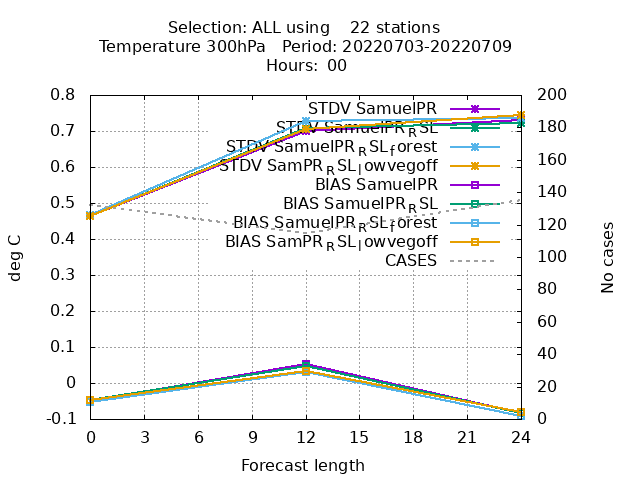 Selection: ALL using    22 stations
Temperature 300hPa   Period: 20220703-20220709
Hours: 00
0.8
0.7
0.6
0.5
0.4
0.3
0.2
0.1
0
-0.1
deg C
200
180
160
140
120
100
80
60
40
20
0
No cases
STDV SamuelPR
STDV SamuelPR_RSL
STDV SamuelPR_RSL_forest
STDV SamPR_RSL_lowvegoff
BIAS SamuelPR
BIAS SamuelPR_RSL
BIAS SamuelPR_RSL_forest
BIAS SamPR_RSL_lowvegoff
CASES
0 3 6 9 12 15 18 21 24
Forecast length